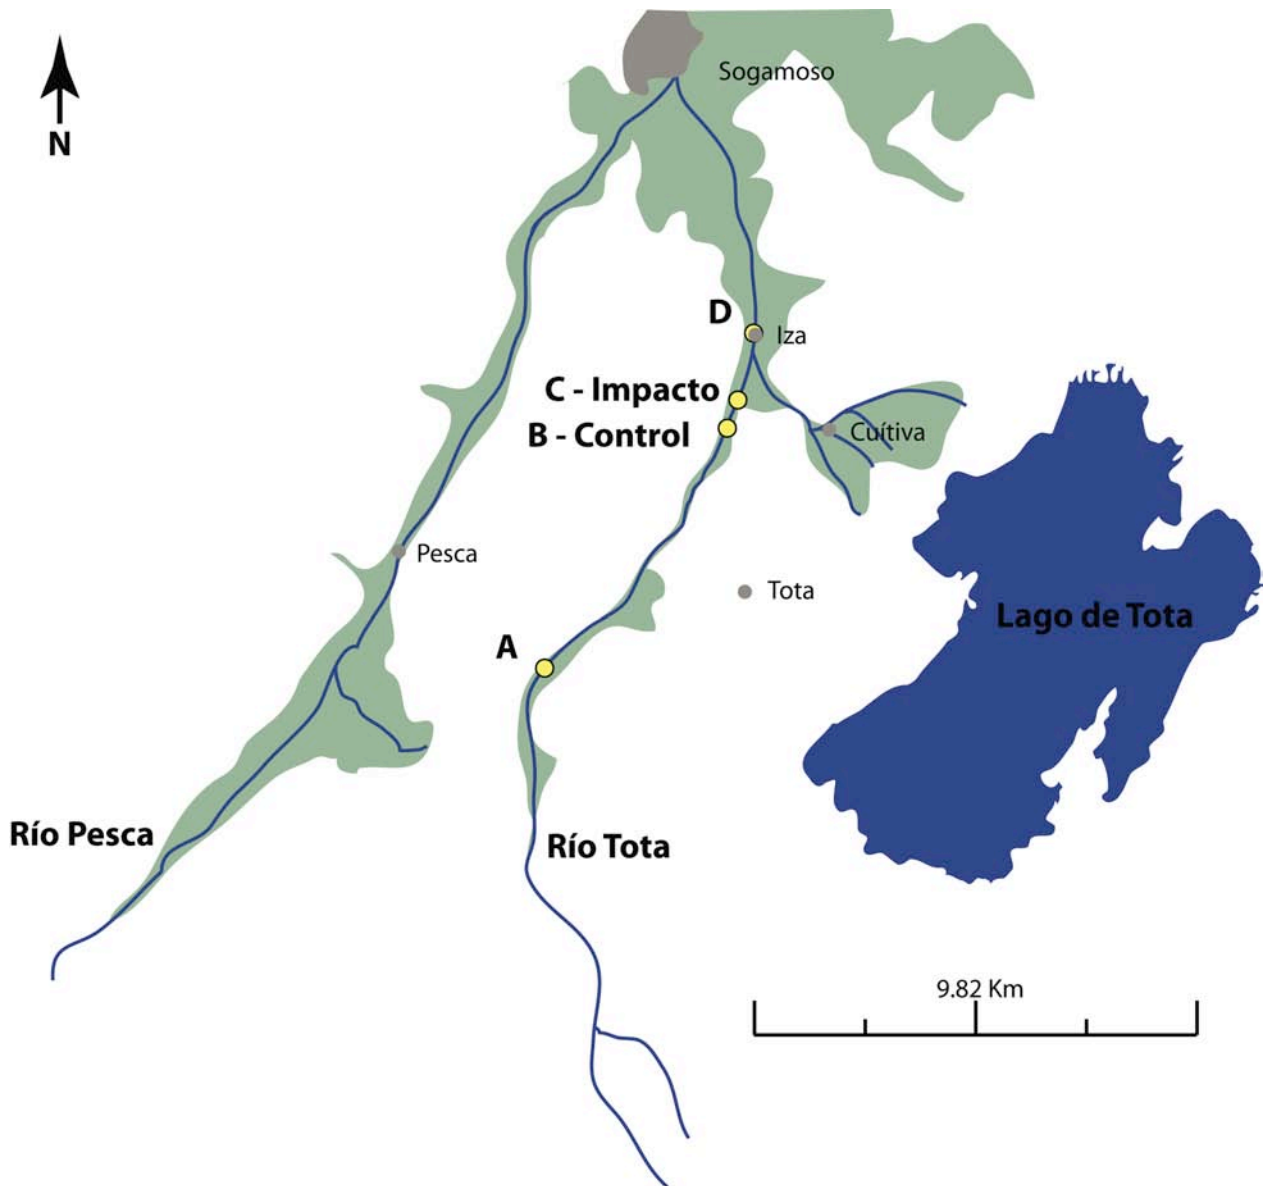 Sogamoso
N
D
Iza
C - Impacto
B - Control
Cuítiva
Pesca
Tota
Lago de Tota
A
Río Pesca
Río Tota
9.82 Km